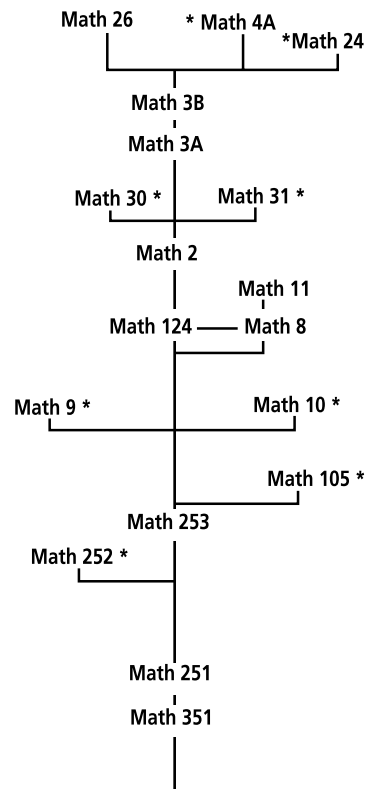 Math 26
* Math 4A
*Math 24
Math 3B
Math 3A
Math 30 *
Math 31 *
Math 2
Math 11
Math 124
Math 8
Math 9 *
Math 10 *
Math 105 *
Math 253
Math 252 *
Math 251
Math 351